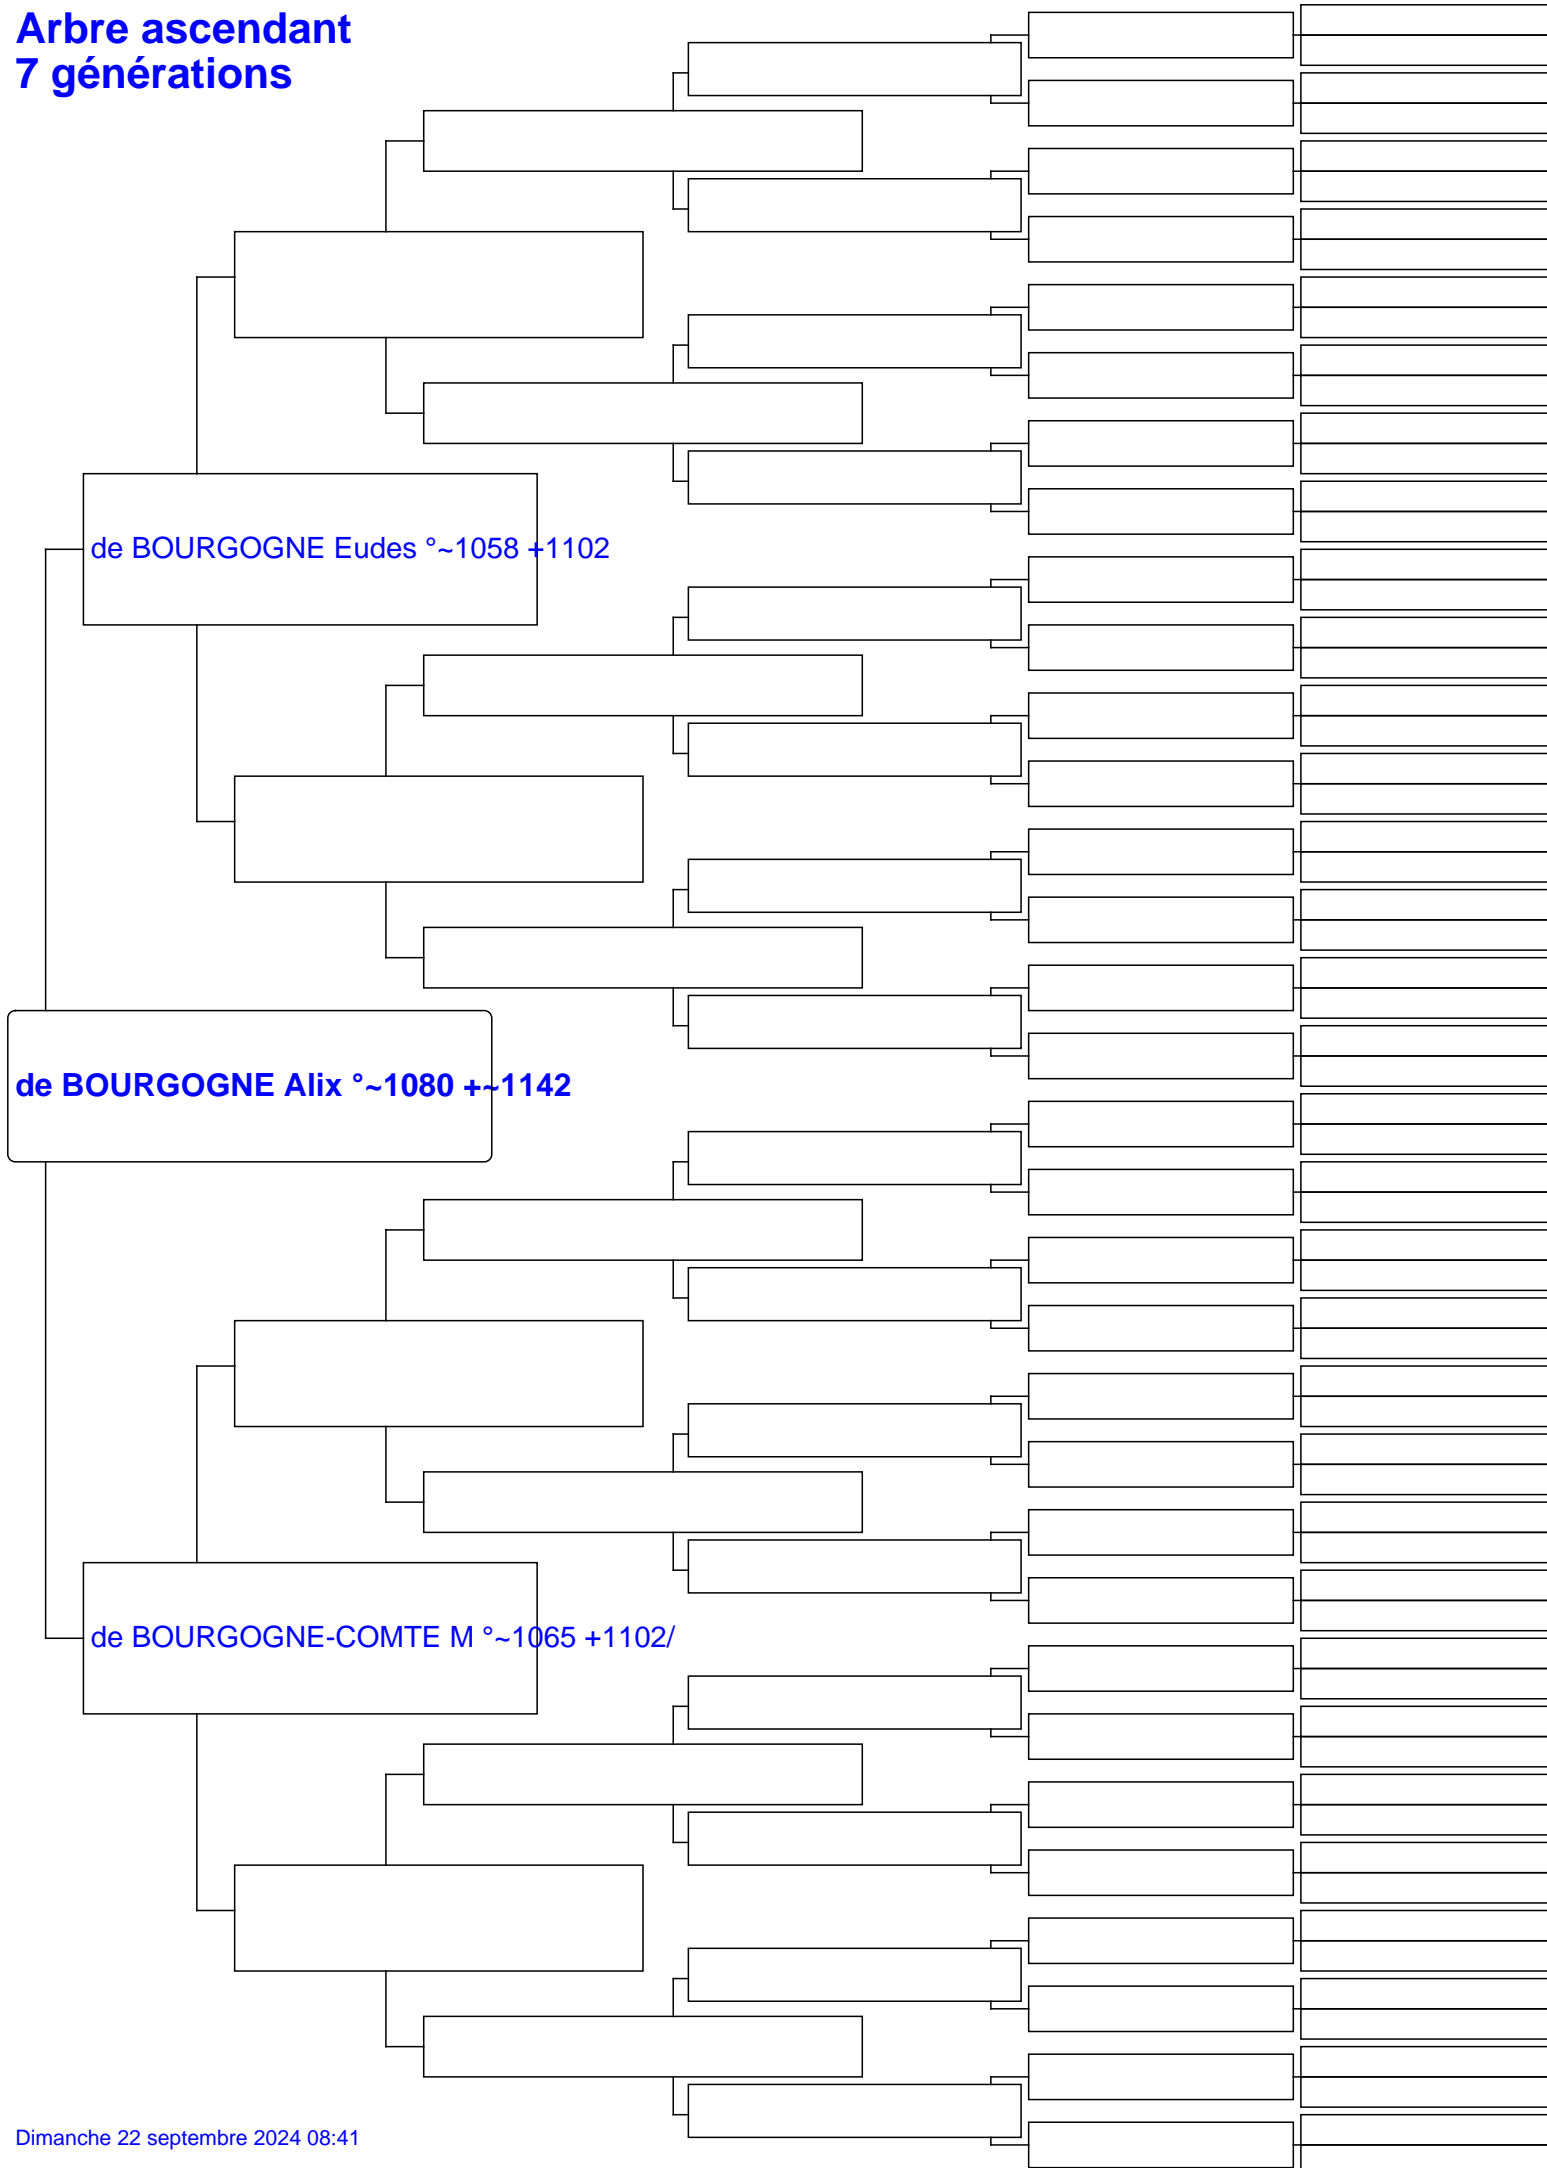 Arbre ascendant
7 générations
de BOURGOGNE Eudes °~1058 +1102
de BOURGOGNE Alix °~1080 +~1142
de BOURGOGNE-COMTE M °~1065 +1102/
Dimanche 22 septembre 2024 08:41